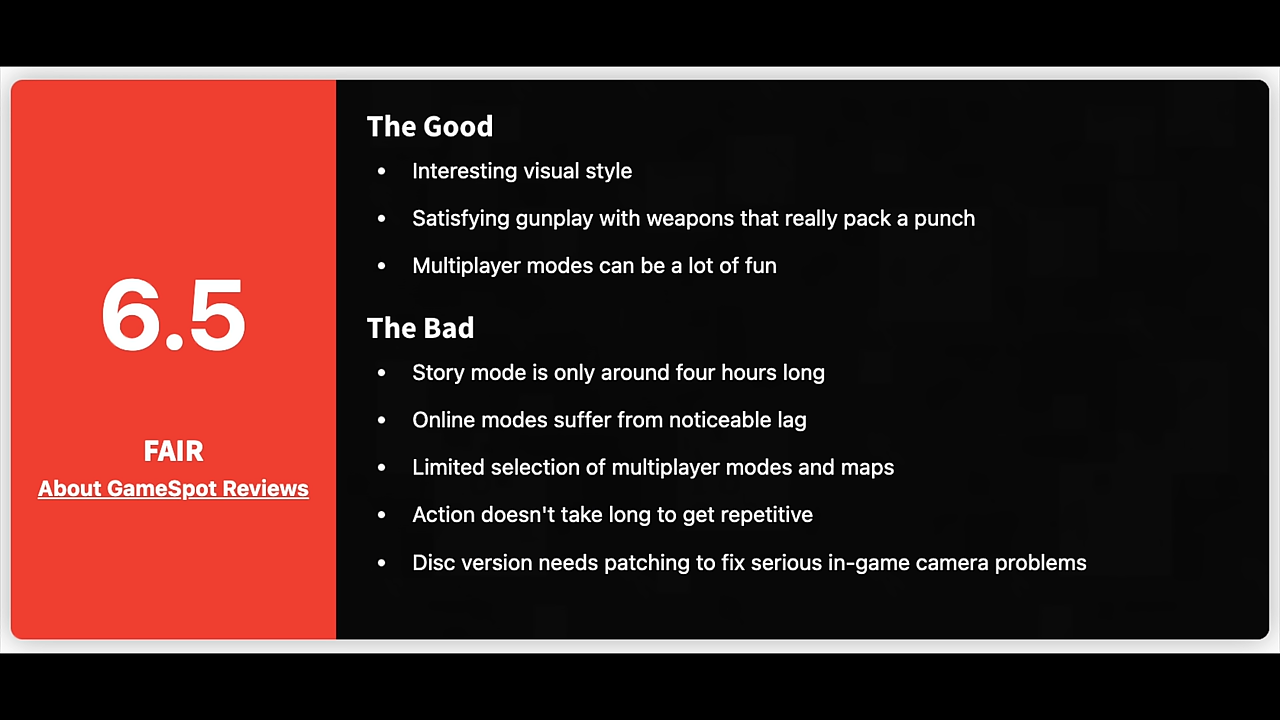 6.5
FAIR
About GameSpot Reviews
The Good
• Interesting visual style
• Satisfying gunplay with weapons that really pack a punch
• Multiplayer modes can be a lot of fun
The Bad
• Story mode is only around four hours long
• Online modes suffer from noticeable lag
• Limited selection of multiplayer modes and maps
• Action doesn't take long to get repetitive
• Disc version needs patching to fix serious in-game camera problems